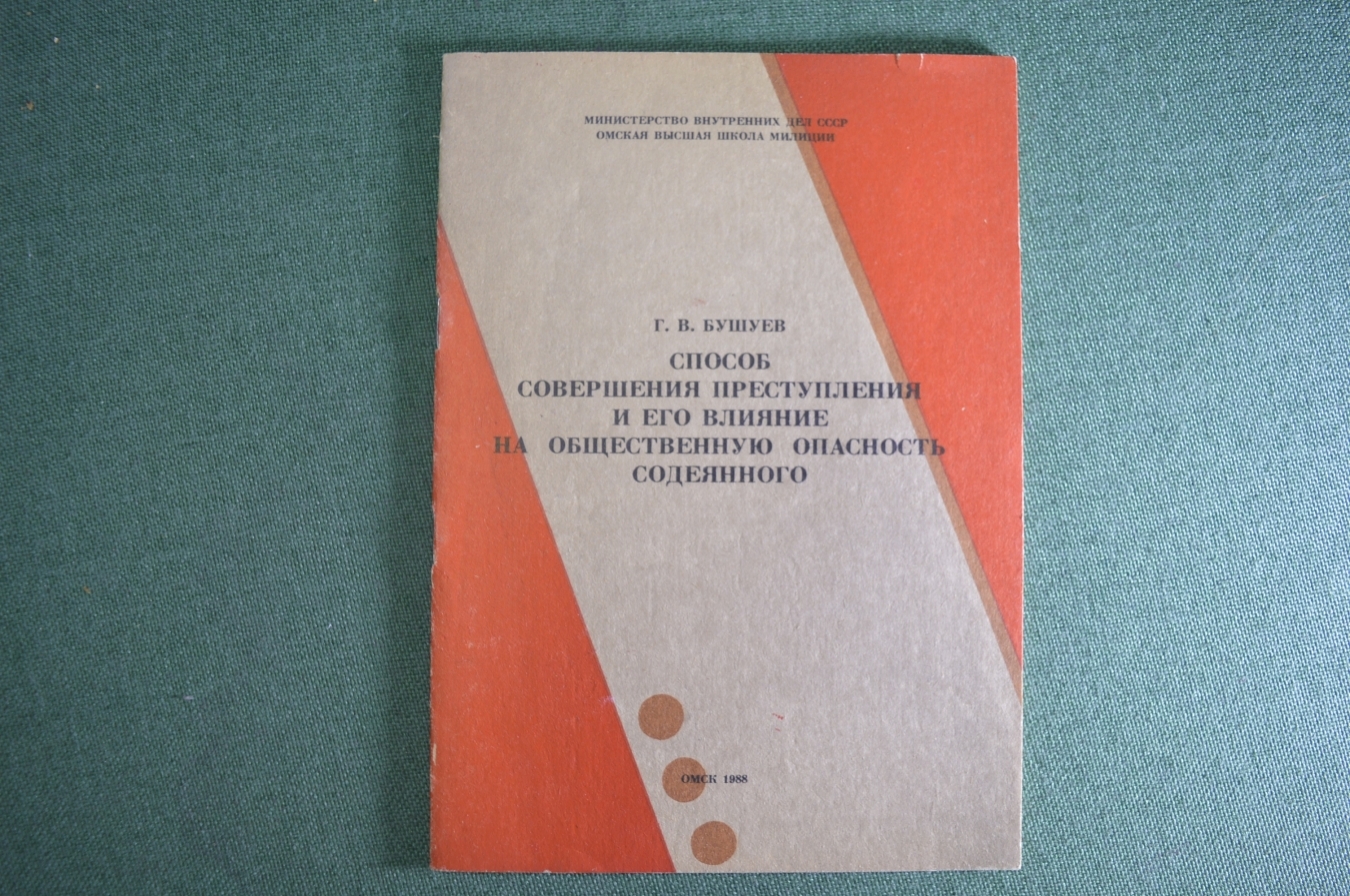 МИНИСТЕРСТВО ВНУТРЕННИХ ДЕЛ СССР
ОМСКАЯ ВЫСШАЯ ШКОЛА МИЛИЦИИ
Г. В. БУШУЕВ
СПОСОБ
СОВЕРШЕНИЯ ПРЕСТУПЛЕНИЯ
И ЕГО ВЛИЯНИЕ
НА ОБЩЕСТВЕННУЮ ОПАСНОСТЬ
СОДЕЯННОГО
ОМСК 1988